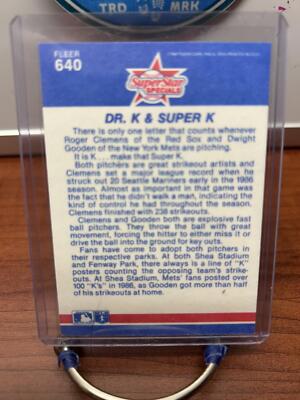 TRD MRK
FLEER
640
SuperStar
SPECIALS
DR. K & SUPER K
There is only one letter that counts whenever
Roger Clemens of the Red Sox and Dwight
Gooden of the New York Mets are pitching.
It is K . . . make that Super K.
Both pitchers are great strikeout artists and
Clemens set a major league record when he
struck out 20 Seattle Mariners early in the 1986
season. Almost as important in that game was
the fact that he didn't walk a man, indicating the
kind of control he had throughout the season.
Clemens finished with 238 strikeouts.
Clemens and Gooden both are explosive fast
ball pitchers. They throw the ball with great
movement, forcing the hitter to either miss it or
drive the ball into the ground for key outs.
Fans have come to adopt both pitchers in
their respective parks. At both Shea Stadium
and Fenway Park, there is always a line of "K"
posters counting the opposing team's strike-
outs. At Shea Stadium, Mets' fans posted over
100 "K's" in 1986, as Gooden got more than
half of his strikeouts at home.